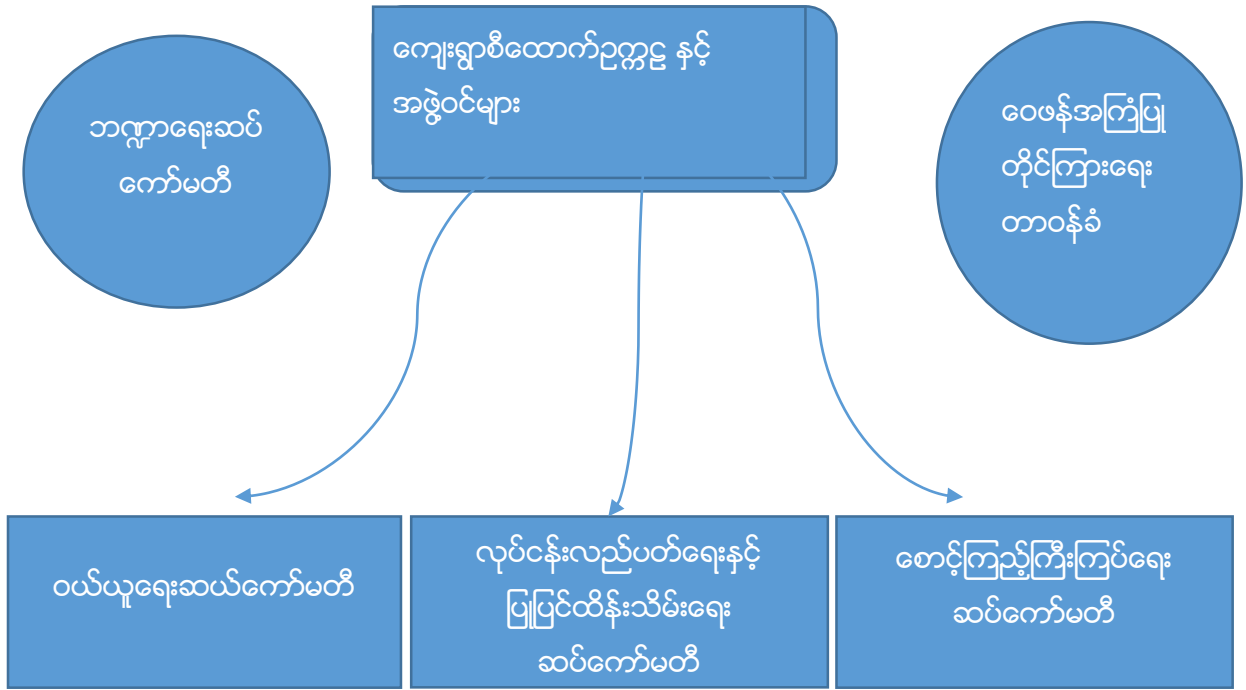 ကျေးရွာစီထောက်ဥက္ကဋ္ဌ နှင့်
အဖွဲ့ဝင်များ
ဘဏ္ဍာရေးဆပ်
ကော်မတီ
ဝေဖန်အကြံပြု
တိုင်ကြားရေး
တာဝန်ခံ
ဝယ်ယူရေးဆယ်ကော်မတီ
လုပ်ငန်းလည်ပတ်ရေးနှင့်
ပြုပြင်ထိန်းသိမ်းရေး
ဆပ်ကော်မတီ
စောင့်ကြည့်ကြီးကြပ်ရေး
ဆပ်ကော်မတီ